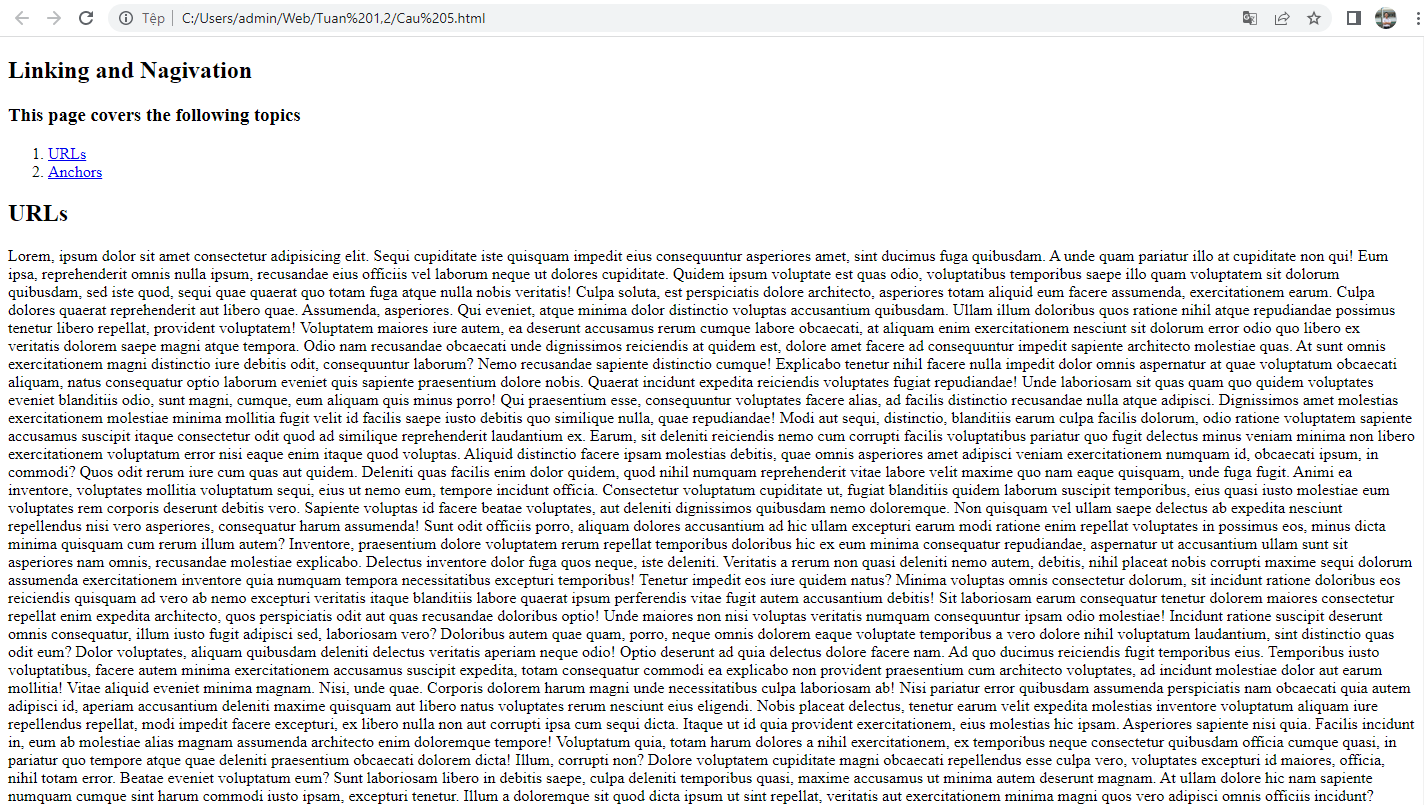 Tệp
C:/Users/admin/Web/Tuan%201,2/Cau%205.html
Linking and Nagivation
This page covers the following topics
1. URLs
2. Anchors
URLs
Lorem, ipsum dolor sit amet consectetur adipisicing elit. Sequi cupiditate iste quisquam impedit eius consequuntur asperiores amet, sint ducimus fuga quibusdam. A unde quam pariatur illo at cupiditate non qui! Eum
ipsa, reprehenderit omnis nulla ipsum, recusandae eius officiis vel laborum neque ut dolores cupiditate. Quidem ipsum voluptate est quas odio, voluptatibus temporibus saepe illo quam voluptatem sit dolorum
quibusdam, sed iste quod, sequi quae quaerat quo totam fuga atque nulla nobis veritatis! Culpa soluta, est perspiciatis dolore architecto, asperiores totam aliquid eum facere assumenda, exercitationem earum. Culpa
dolores quaerat reprehenderit aut libero quae. Assumenda, asperiores. Qui eveniet, atque minima dolor distinctio voluptas accusantium quibusdam. Ullam illum doloribus quos ratione nihil atque repudiandae possimus
tenetur libero repellat, provident voluptatem! Voluptatem maiores iure autem, ea deserunt accusamus rerum cumque labore obcaecati, at aliquam enim exercitationem nesciunt sit dolorum error odio quo libero ex
veritatis dolorem saepe magni atque tempora. Odio nam recusandae obcaecati unde dignissimos reiciendis at quidem est, dolore amet facere ad consequuntur impedit sapiente architecto molestiae quas. At sunt omnis
exercitationem magni distinctio iure debitis odit, consequuntur laborum? Nemo recusandae sapiente distinctio cumque! Explicabo tenetur nihil facere nulla impedit dolor omnis aspernatur at quae voluptatum obcaecati
aliquam, natus consequatur optio laborum eveniet quis sapiente praesentium dolore nobis. Quaerat incidunt expedita reiciendis voluptates fugiat repudiandae! Unde laboriosam sit quas quam quo quidem voluptates
eveniet blanditiis odio, sunt magni, cumque, eum aliquam quis minus porro! Qui praesentium esse, consequuntur voluptates facere alias, ad facilis distinctio recusandae nulla atque adipisci. Dignissimos amet molestias
exercitationem molestiae minima mollitia fugit velit id facilis saepe iusto debitis quo similique nulla, quae repudiandae! Modi aut sequi, distinctio, blanditiis earum culpa facilis dolorum, odio ratione voluptatem sapiente
accusamus suscipit itaque consectetur odit quod ad similique reprehenderit laudantium ex. Earum, sit deleniti reiciendis nemo cum corrupti facilis voluptatibus pariatur quo fugit delectus minus veniam minima non libero
exercitationem voluptatum error nisi eaque enim itaque quod voluptas. Aliquid distinctio facere ipsam molestias debitis, quae omnis asperiores amet adipisci veniam exercitationem numquam id, obcaecati ipsum, in
commodi? Quos odit rerum iure cum quas aut quidem. Deleniti quas facilis enim dolor quidem, quod nihil numquam reprehenderit vitae labore velit maxime quo nam eaque quisquam, unde fuga fugit. Animi ea
inventore, voluptates mollitia voluptatum sequi, eius ut nemo eum, tempore incidunt officia. Consectetur voluptatum cupiditate ut, fugiat blanditiis quidem laborum suscipit temporibus, eius quasi iusto molestiae eum
voluptates rem corporis deserunt debitis vero. Sapiente voluptas id facere beatae voluptates, aut deleniti dignissimos quibusdam nemo doloremque. Non quisquam vel ullam saepe delectus ab expedita nesciunt
repellendus nisi vero asperiores, consequatur harum assumenda! Sunt odit officiis porro, aliquam dolores accusantium ad hic ullam excepturi earum modi ratione enim repellat voluptates in possimus eos, minus dicta
minima quisquam cum rerum illum autem? Inventore, praesentium dolore voluptatem rerum repellat temporibus doloribus hic ex eum minima consequatur repudiandae, aspernatur ut accusantium ullam sunt sit
asperiores nam omnis, recusandae molestiae explicabo. Delectus inventore dolor fuga quos neque, iste deleniti. Veritatis a rerum non quasi deleniti nemo autem, debitis, nihil placeat nobis corrupti maxime sequi dolorum
assumenda exercitationem inventore quia numquam tempora necessitatibus excepturi temporibus! Tenetur impedit eos iure quidem natus? Minima voluptas omnis consectetur dolorum, sit incidunt ratione doloribus eos
reiciendis quisquam ad vero ab nemo excepturi veritatis itaque blanditiis labore quaerat ipsum perferendis vitae fugit autem accusantium debitis! Sit laboriosam earum consequatur tenetur dolorem maiores consectetur
repellat enim expedita architecto, quos perspiciatis odit aut quas recusandae doloribus optio! Unde maiores non nisi voluptas veritatis numquam consequuntur ipsam odio molestiae! Incidunt ratione suscipit deserunt
omnis consequatur, illum iusto fugit adipisci sed, laboriosam vero? Doloribus autem quae quam, porro, neque omnis dolorem eaque voluptate temporibus a vero dolore nihil voluptatum laudantium, sint distinctio quas
odit eum? Dolor voluptates, aliquam quibusdam deleniti delectus veritatis aperiam neque odio! Optio deserunt ad quia delectus dolore facere nam. Ad quo ducimus reiciendis fugit temporibus eius. Temporibus iusto
voluptatibus, facere autem minima exercitationem accusamus suscipit expedita, totam consequatur commodi ea explicabo non provident praesentium cum architecto voluptates, ad incidunt molestiae dolor aut earum
mollitia! Vitae aliquid eveniet minima magnam. Nisi, unde quae. Corporis dolorem harum magni unde necessitatibus culpa laboriosam ab! Nisi pariatur error quibusdam assumenda perspiciatis nam obcaecati quia autem
adipisci id, aperiam accusantium deleniti maxime quisquam aut libero natus voluptates rerum nesciunt eius eligendi. Nobis placeat delectus, tenetur earum velit expedita molestias inventore voluptatum aliquam iure
repellendus repellat, modi impedit facere excepturi, ex libero nulla non aut corrupti ipsa cum sequi dicta. Itaque ut id quia provident exercitationem, eius molestias hic ipsam. Asperiores sapiente nisi quia. Facilis incidunt
in, eum ab molestiae alias magnam assumenda architecto enim doloremque tempore! Voluptatum quia, totam harum dolores a nihil exercitationem, ex temporibus neque consectetur quibusdam officia cumque quasi, in
pariatur quo tempore atque quae deleniti praesentium obcaecati dolorem dicta! Illum, corrupti non? Dolore voluptatem cupiditate magni obcaecati repellendus esse culpa vero, voluptates excepturi id maiores, officia,
nihil totam error. Beatae eveniet voluptatum eum? Sunt laboriosam libero in debitis saepe, culpa deleniti temporibus quasi, maxime accusamus ut minima autem deserunt magnam. At ullam dolore hic nam sapiente
numquam cumque sint harum commodi iusto ipsam, excepturi tenetur. Illum a doloremque sit quod dicta ipsum ut sint repellat, veritatis aut exercitationem minima magni quos vero adipisci omnis officiis incidunt?